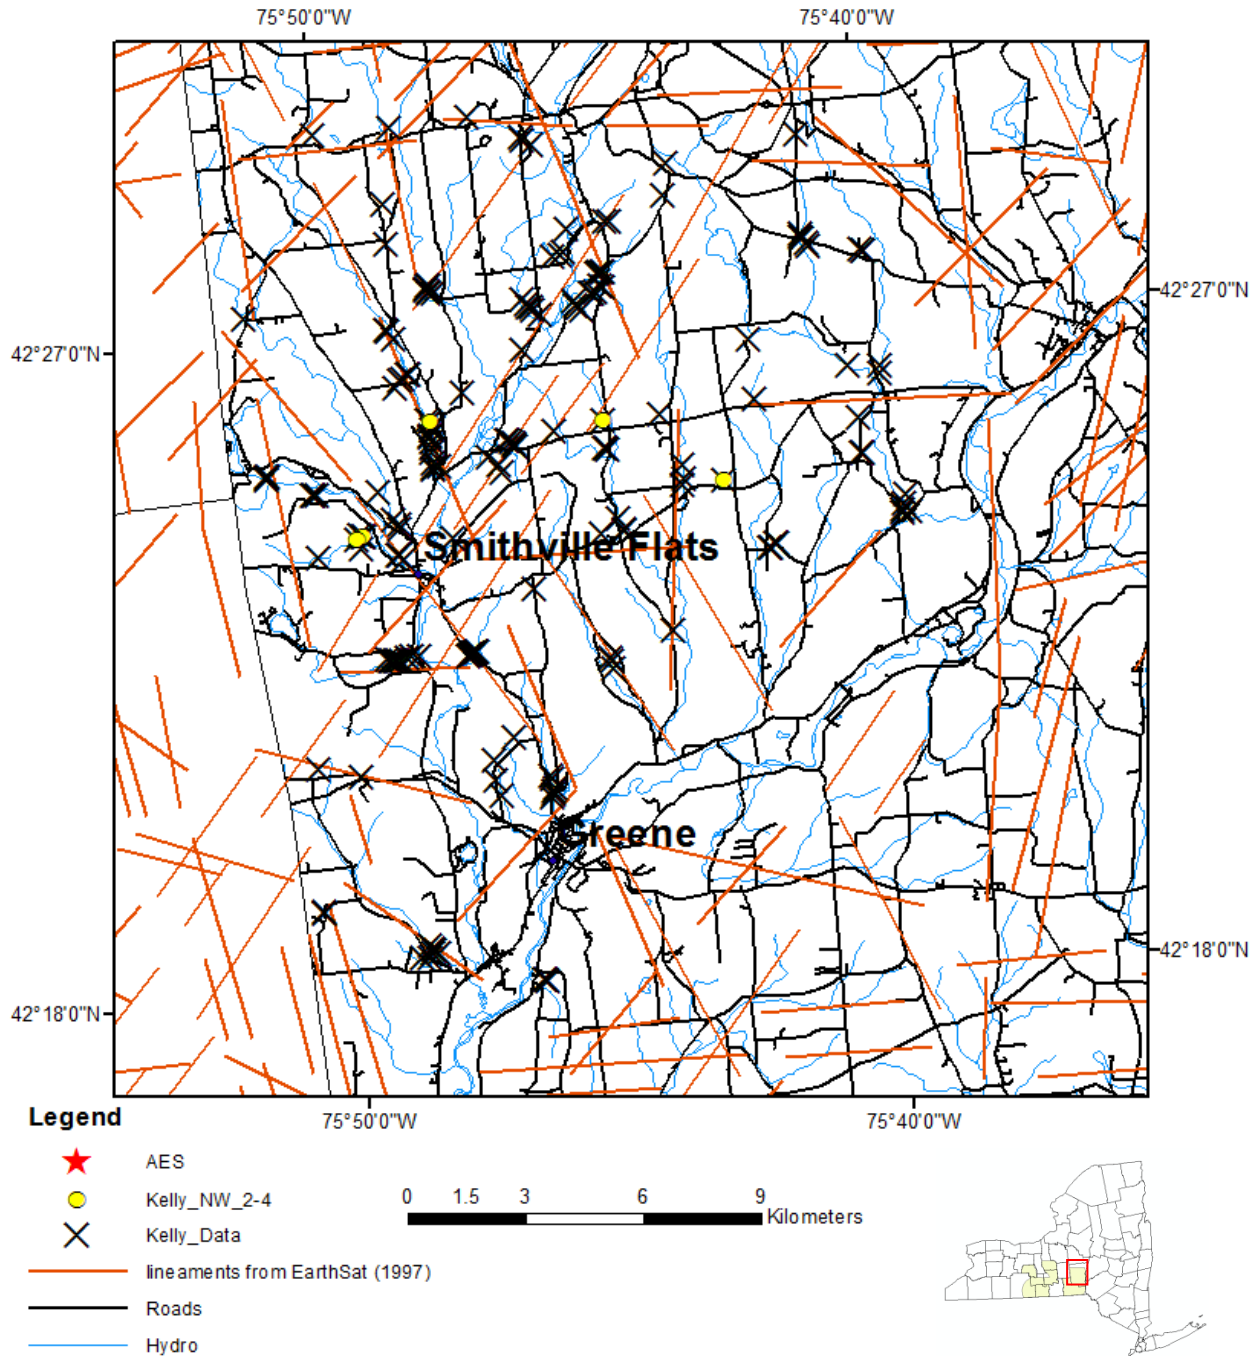 75°50'0"W
75°40'0"W
42°27'0"N
42°27'0"N
Smithville Flats
Greene
42°18'0"N
42°18'0"N
75°50'0"W
75°40'0"W
Legend
AES
Kelly_NW_2-4
Kelly_Data
lineaments from EarthSat (1997)
Roads
Hydro
0 1.5 3 6 9
Kilometers